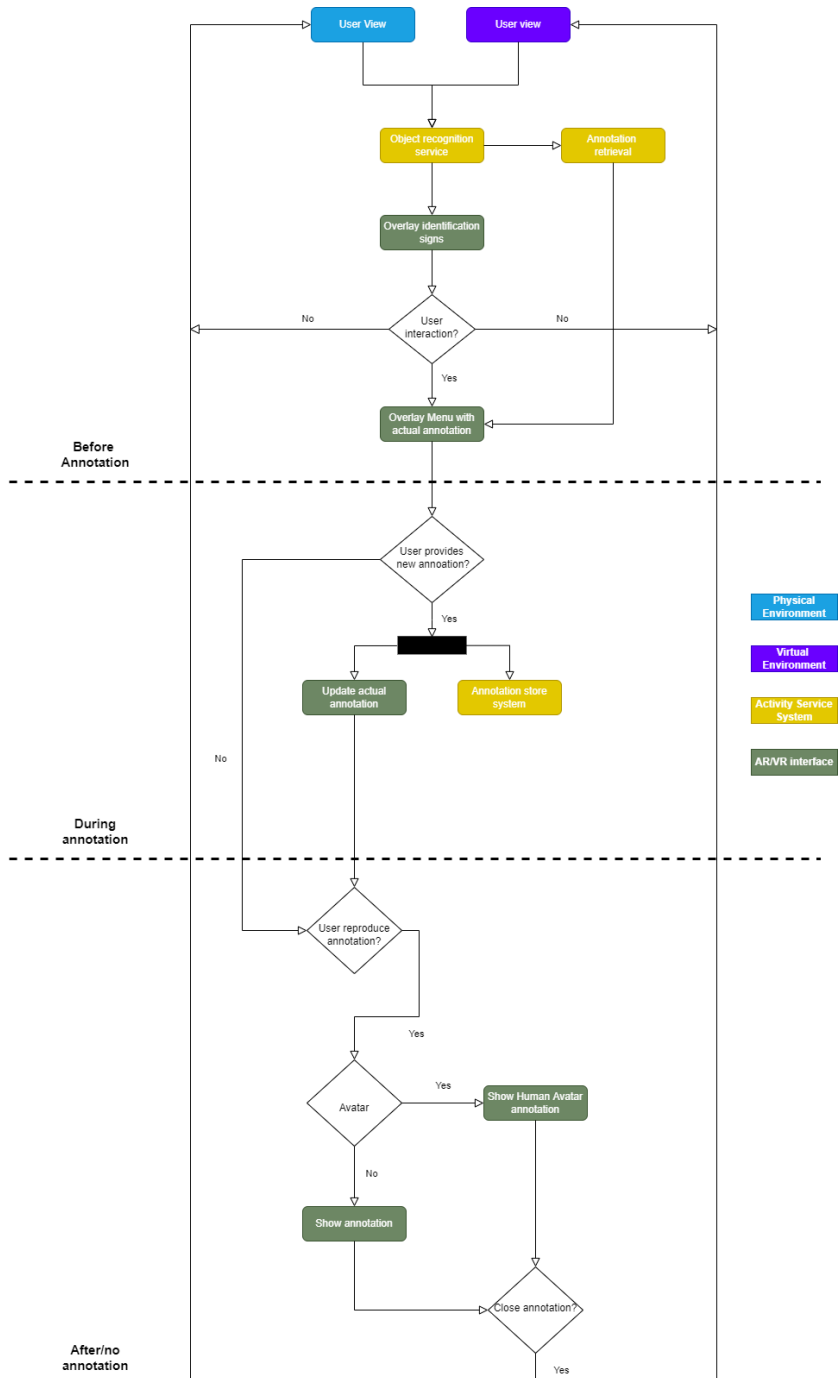 User View
User view
Object recognition
service
Annotation
retrieval
Overlay identification
signs
No
User
interaction?
No
Yes
Overlay Menu with
actual annotation
Before
Annotation
User provides
new annoation?
Yes
Physical
Environment
Virtual
Environment
Update actual
annotation
Annotation store
system
Activity Service
System
No
AR/VR interface
During
annotation
User reproduce
annotation?
Yes
Avatar
Yes
Show Human Avatar
annotation
No
Show annotation
Close annotation?
After/no
annotation
Yes